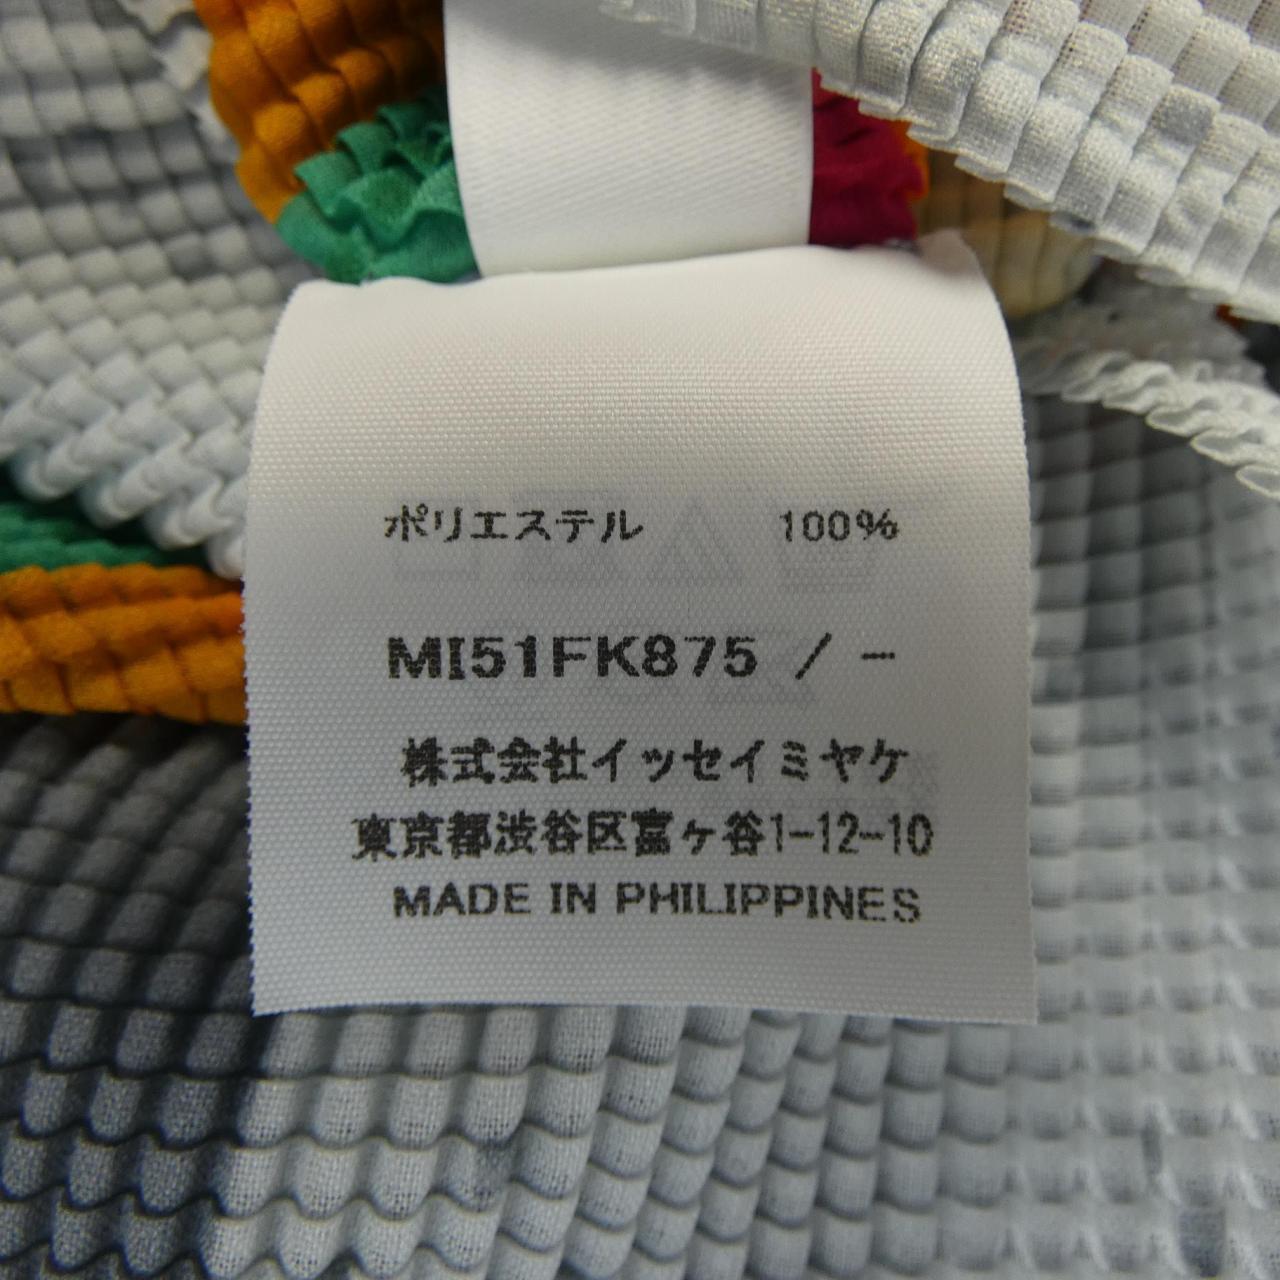 ポリエステル 100%
MI51FK875 / -
株式会社イッセイミヤケ
東京都渋谷区富ヶ谷1-12-10
MADE IN PHILIPPINES